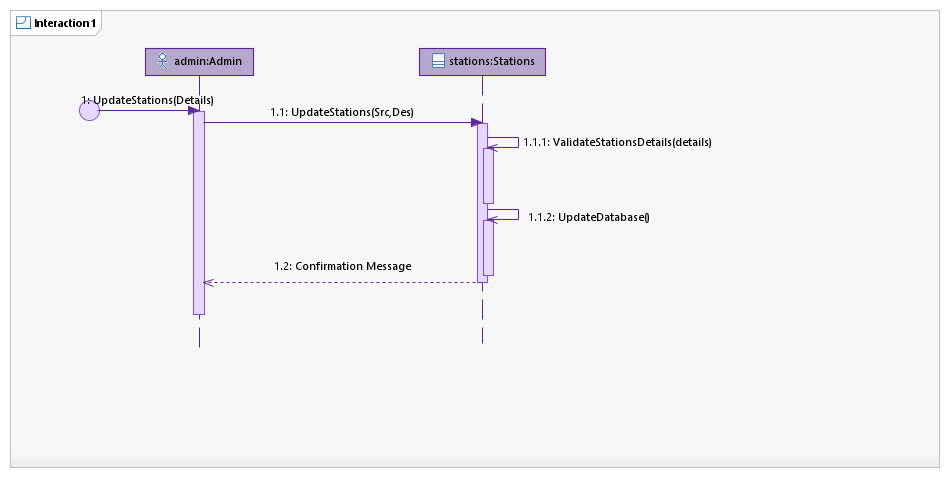 Interaction1
admin:Admin
stations:Stations
1: UpdateStations(Details)
1.1: UpdateStations(Src,Des)
1.1.1: ValidateStationsDetails(details)
1.1.2: UpdateDatabase()
1.2: Confirmation Message